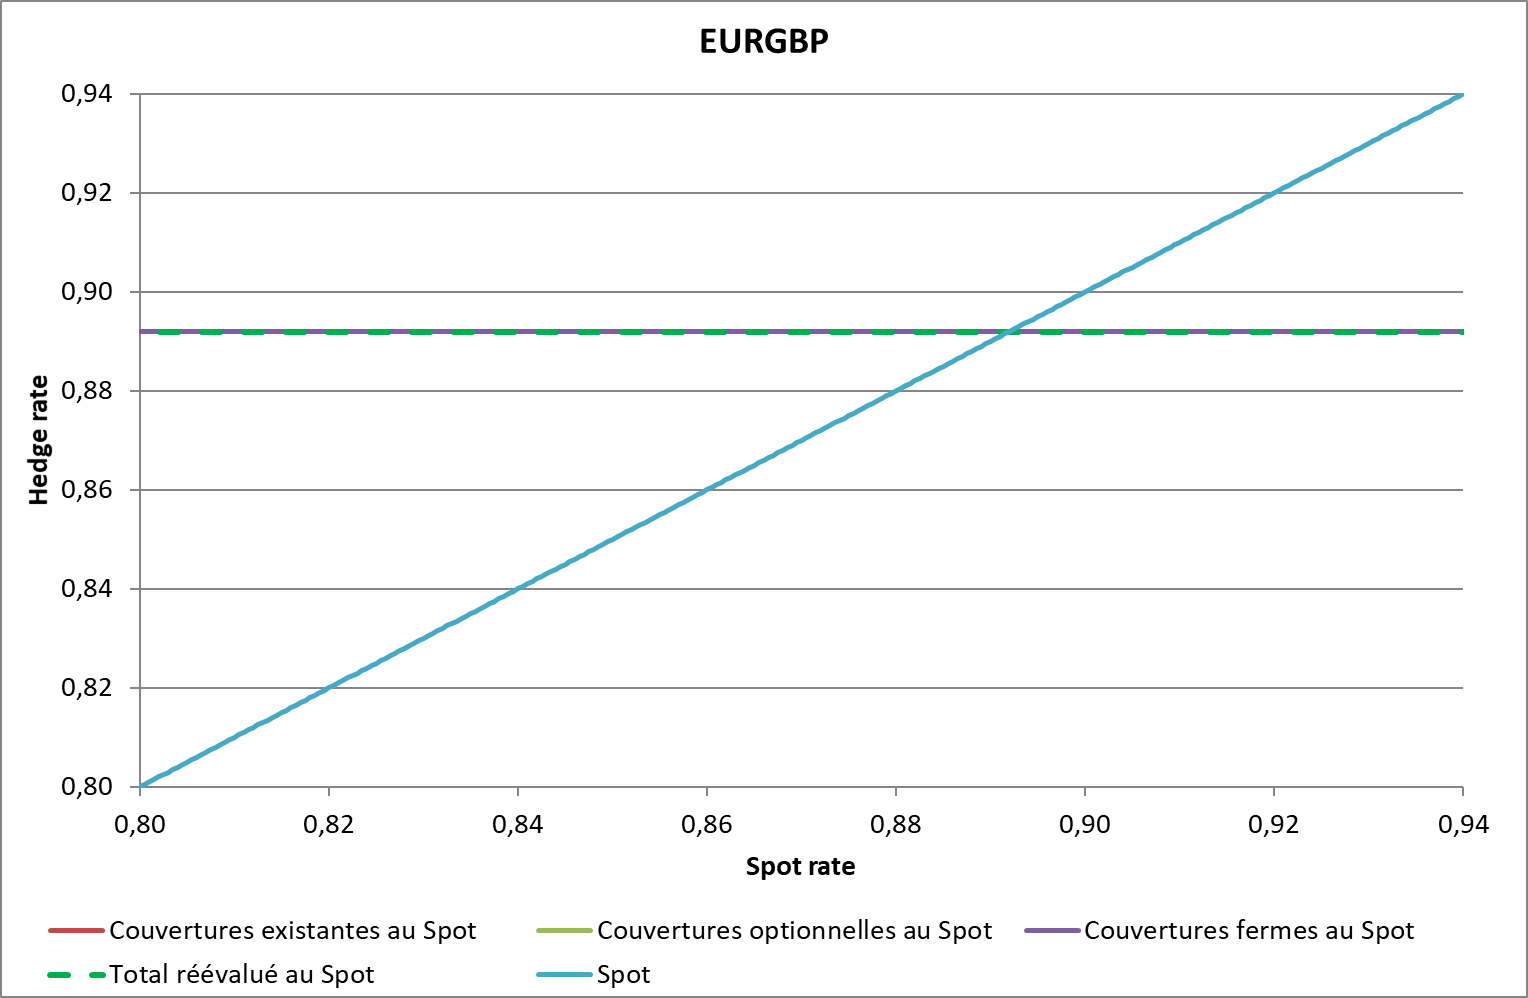 EURGBP
0,94
0,92
0,90
0,88
0,86
0,84
0,82
0,80
Hedge rate
0,80 0,82 0,84 0,86 0,88 0,90 0,92 0,94
Spot rate
Couvertures existantes au Spot Couvertures optionnelles au Spot Couvertures fermes au Spot
Total réévalué au Spot Spot